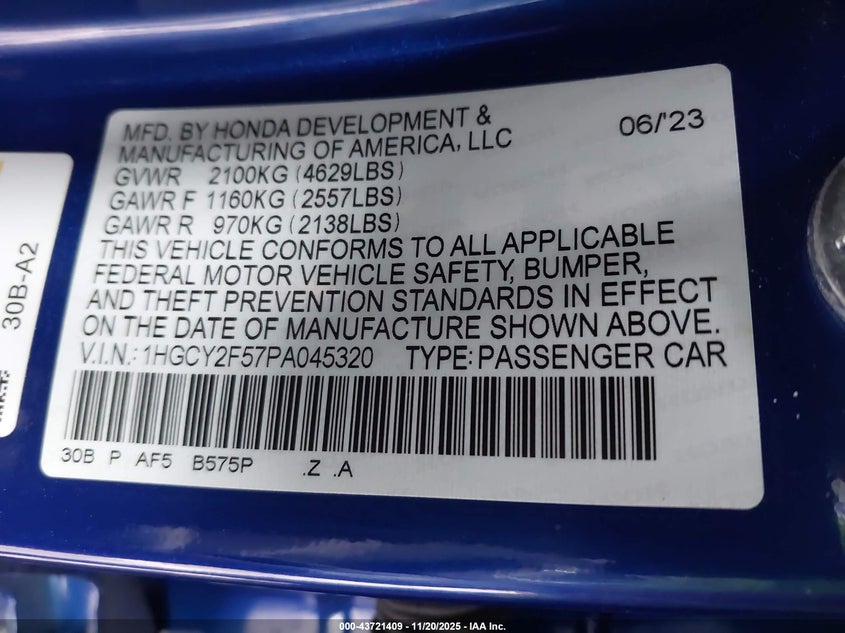 MFD. BY HONDA DEVELOPMENT &
MANUFACTURING OF AMERICA, LLC
06/'23
GVWR 2100KG (4629LBS)
GAWR F 1160KG (2557LBS)
GAWR R 970KG (2138LBS)
THIS VEHICLE CONFORMS TO ALL APPLICABLE
FEDERAL MOTOR VEHICLE SAFETY, BUMPER,
AND THEFT PREVENTION STANDARDS IN EFFECT
ON THE DATE OF MANUFACTURE SHOWN ABOVE.
V.I.N.: 1HGCY2F57PA045320 TYPE: PASSENGER CAR
30B P AF5 B575P .Z .A
30B-A2
000-43721409 | 11/20/2025 - IAA Inc.